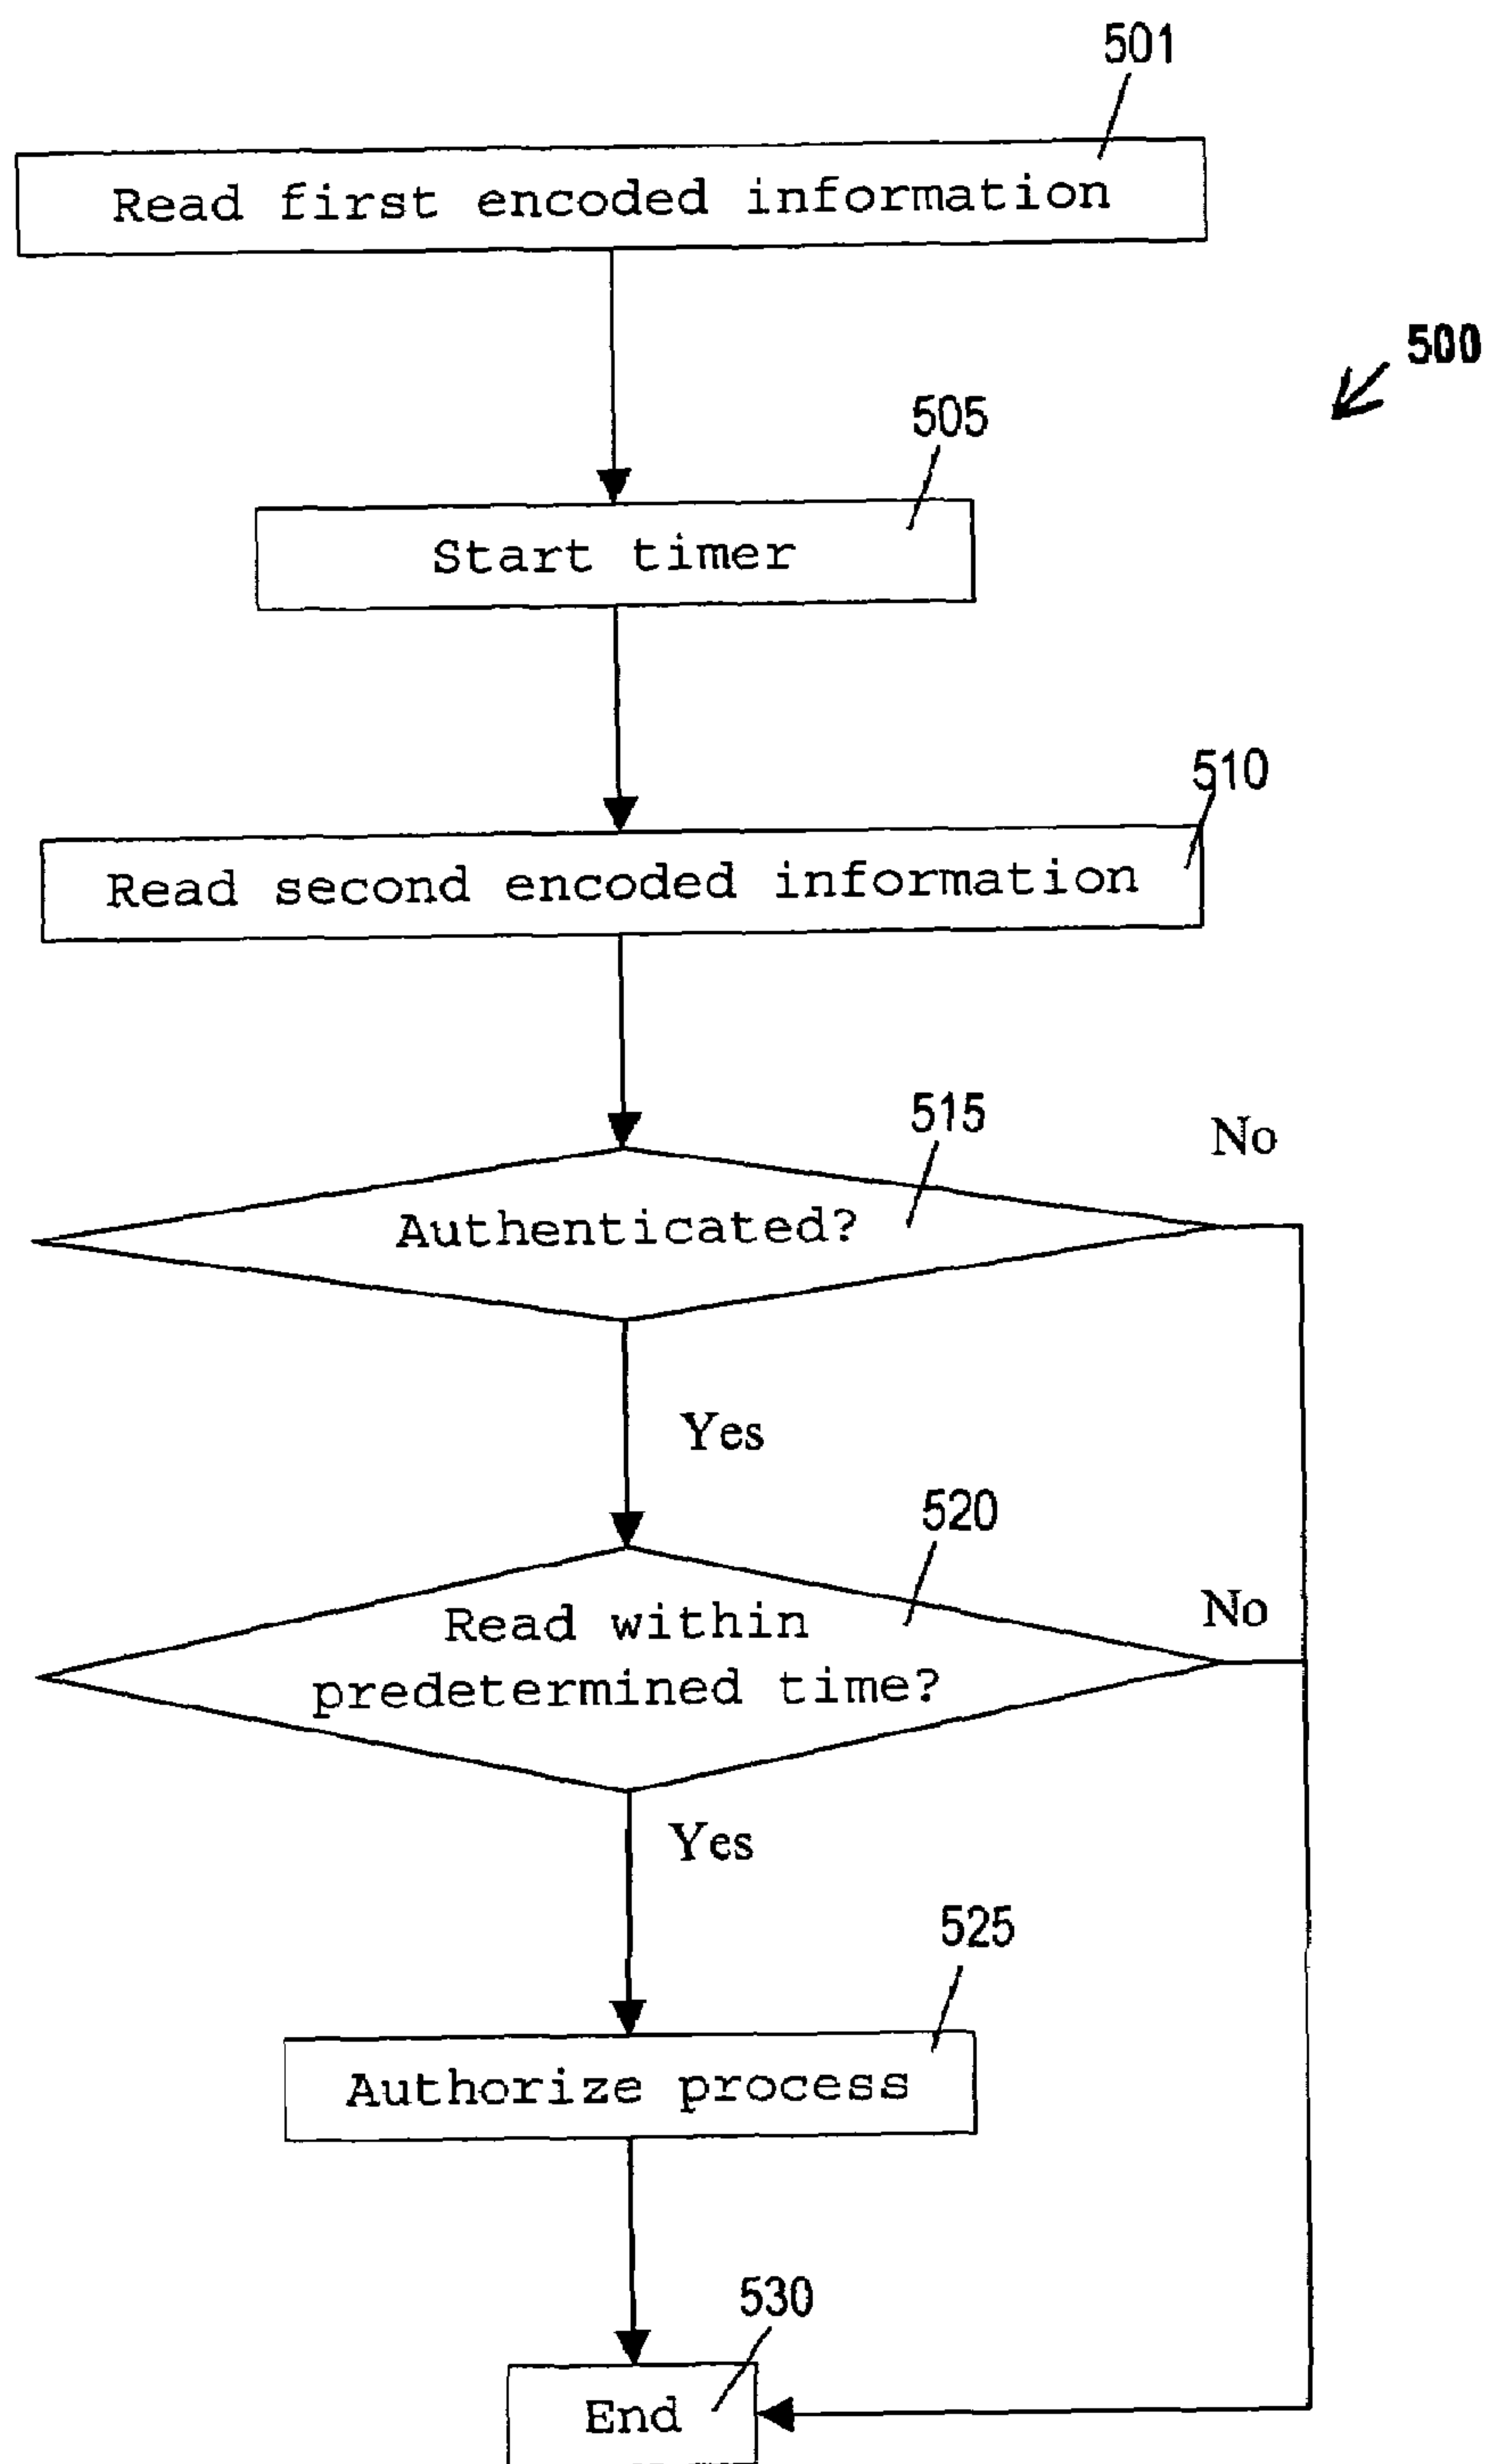 501
Read first encoded information
500
505
Start timer
510
Read second encoded information
515
No
Authenticated?
Yes
520
No
Read within
predetermined time?
Yes
525
Authorize process
530
End